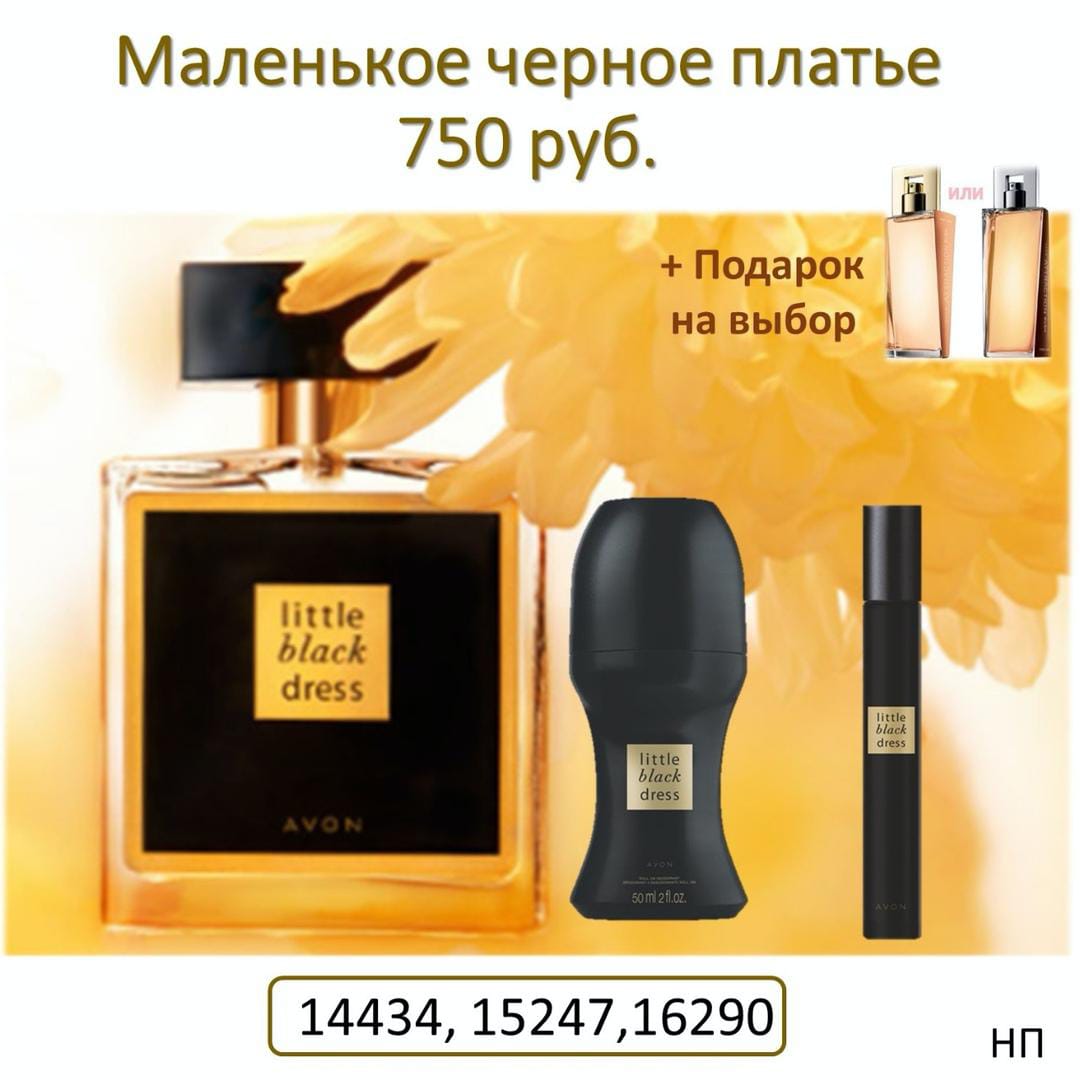 Маленькое черное платье
750 руб.
или
+ Подарок
на выбор
little
black
dress
AVON
little
black
dress
AVON
50 ml 2 fl.oz.
little
black
dress
AVON
14434, 15247,16290
НП